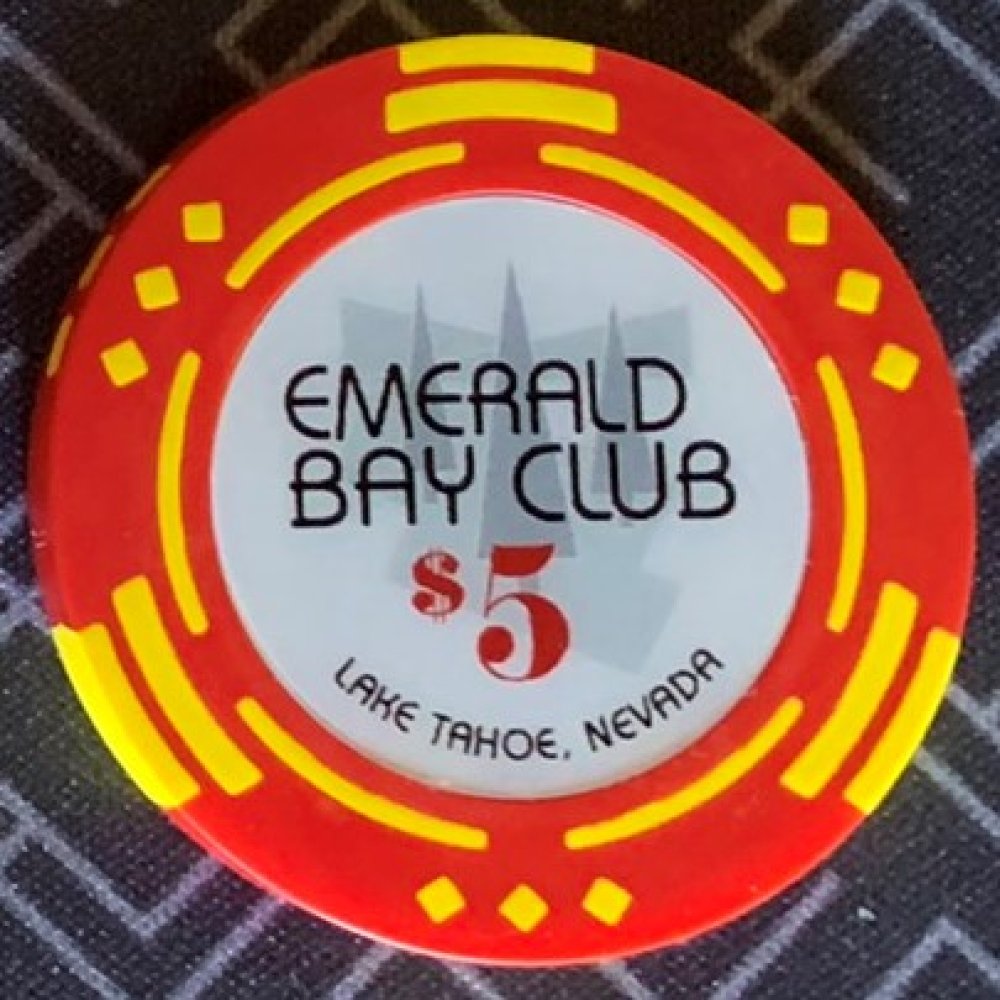 EMERALD
BAY CLUB
$5
LAKE TAHOE, NEVADA